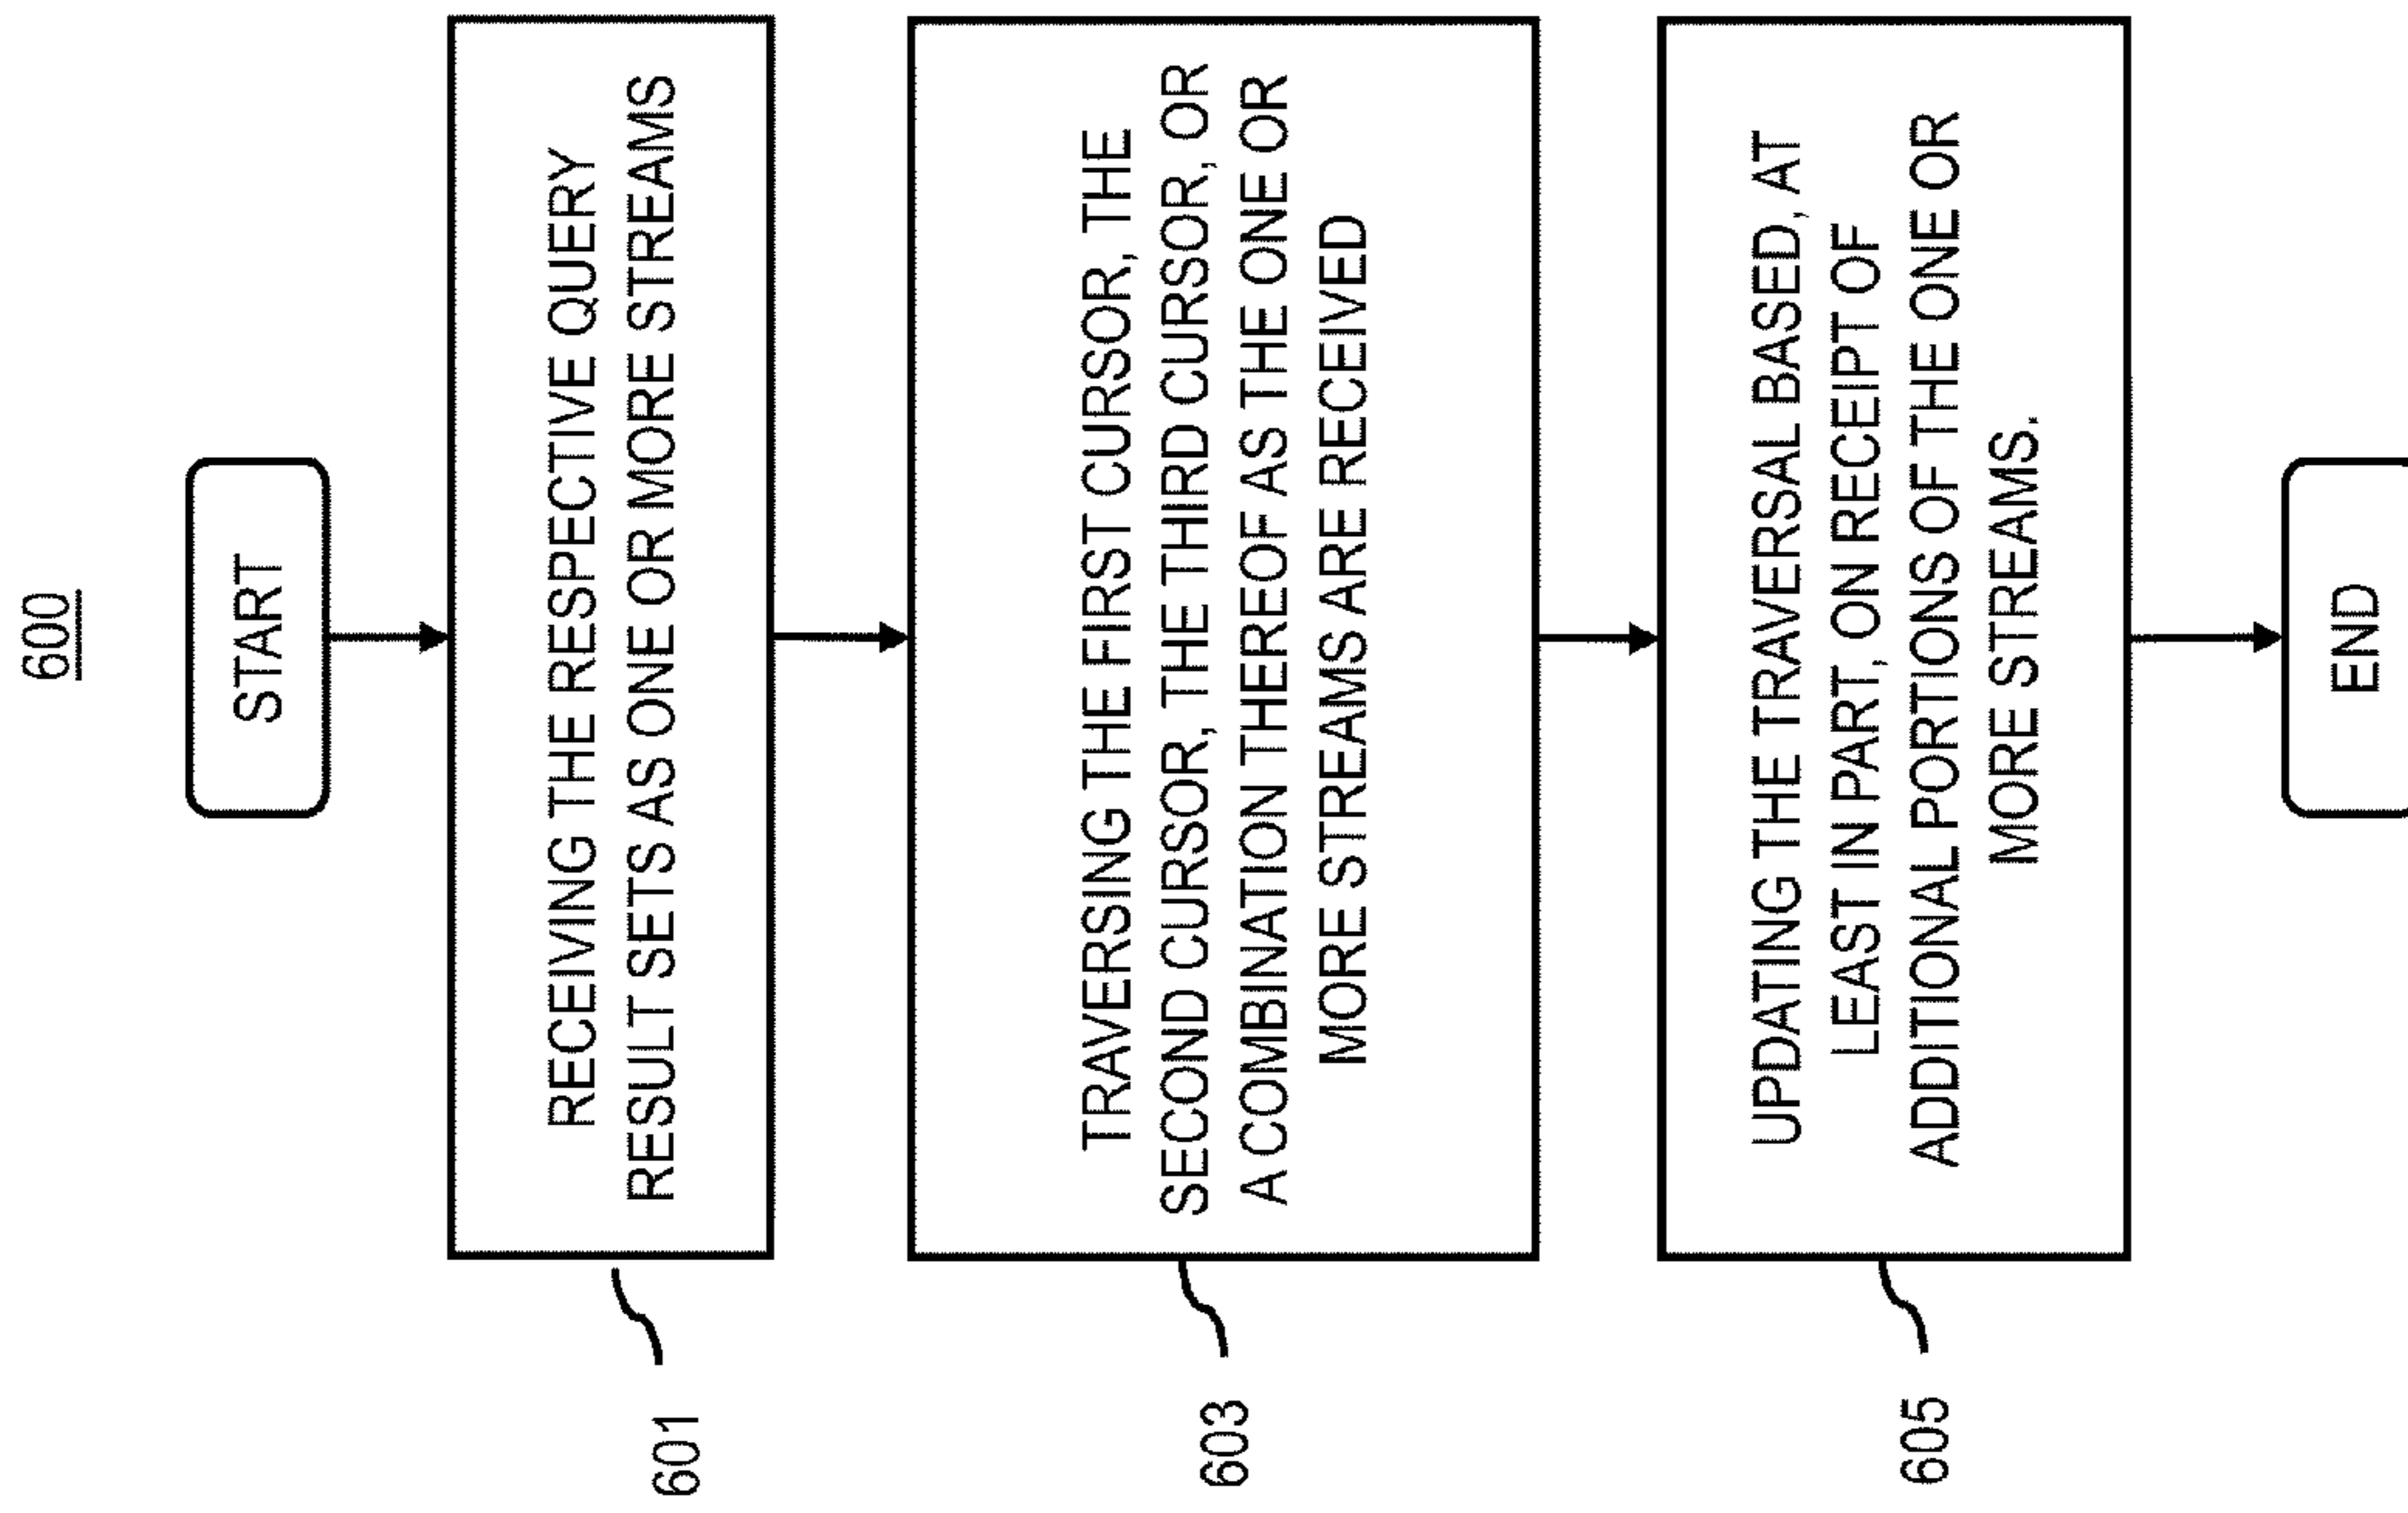 600
START
RECEIVING THE RESPECTIVE QUERY
RESULT SETS AS ONE OR MORE STREAMS
601
TRAVERSING THE FIRST CURSOR, THE
SECOND CURSOR, THE THIRD CURSOR, OR
A COMBINATION THEREOF AS THE ONE OR
MORE STREAMS ARE RECEIVED
603
UPDATING THE TRAVERSAL BASED, AT
LEAST IN PART, ON RECEIPT OF
ADDITIONAL PORTIONS OF THE ONE OR
MORE STREAMS.
605
END